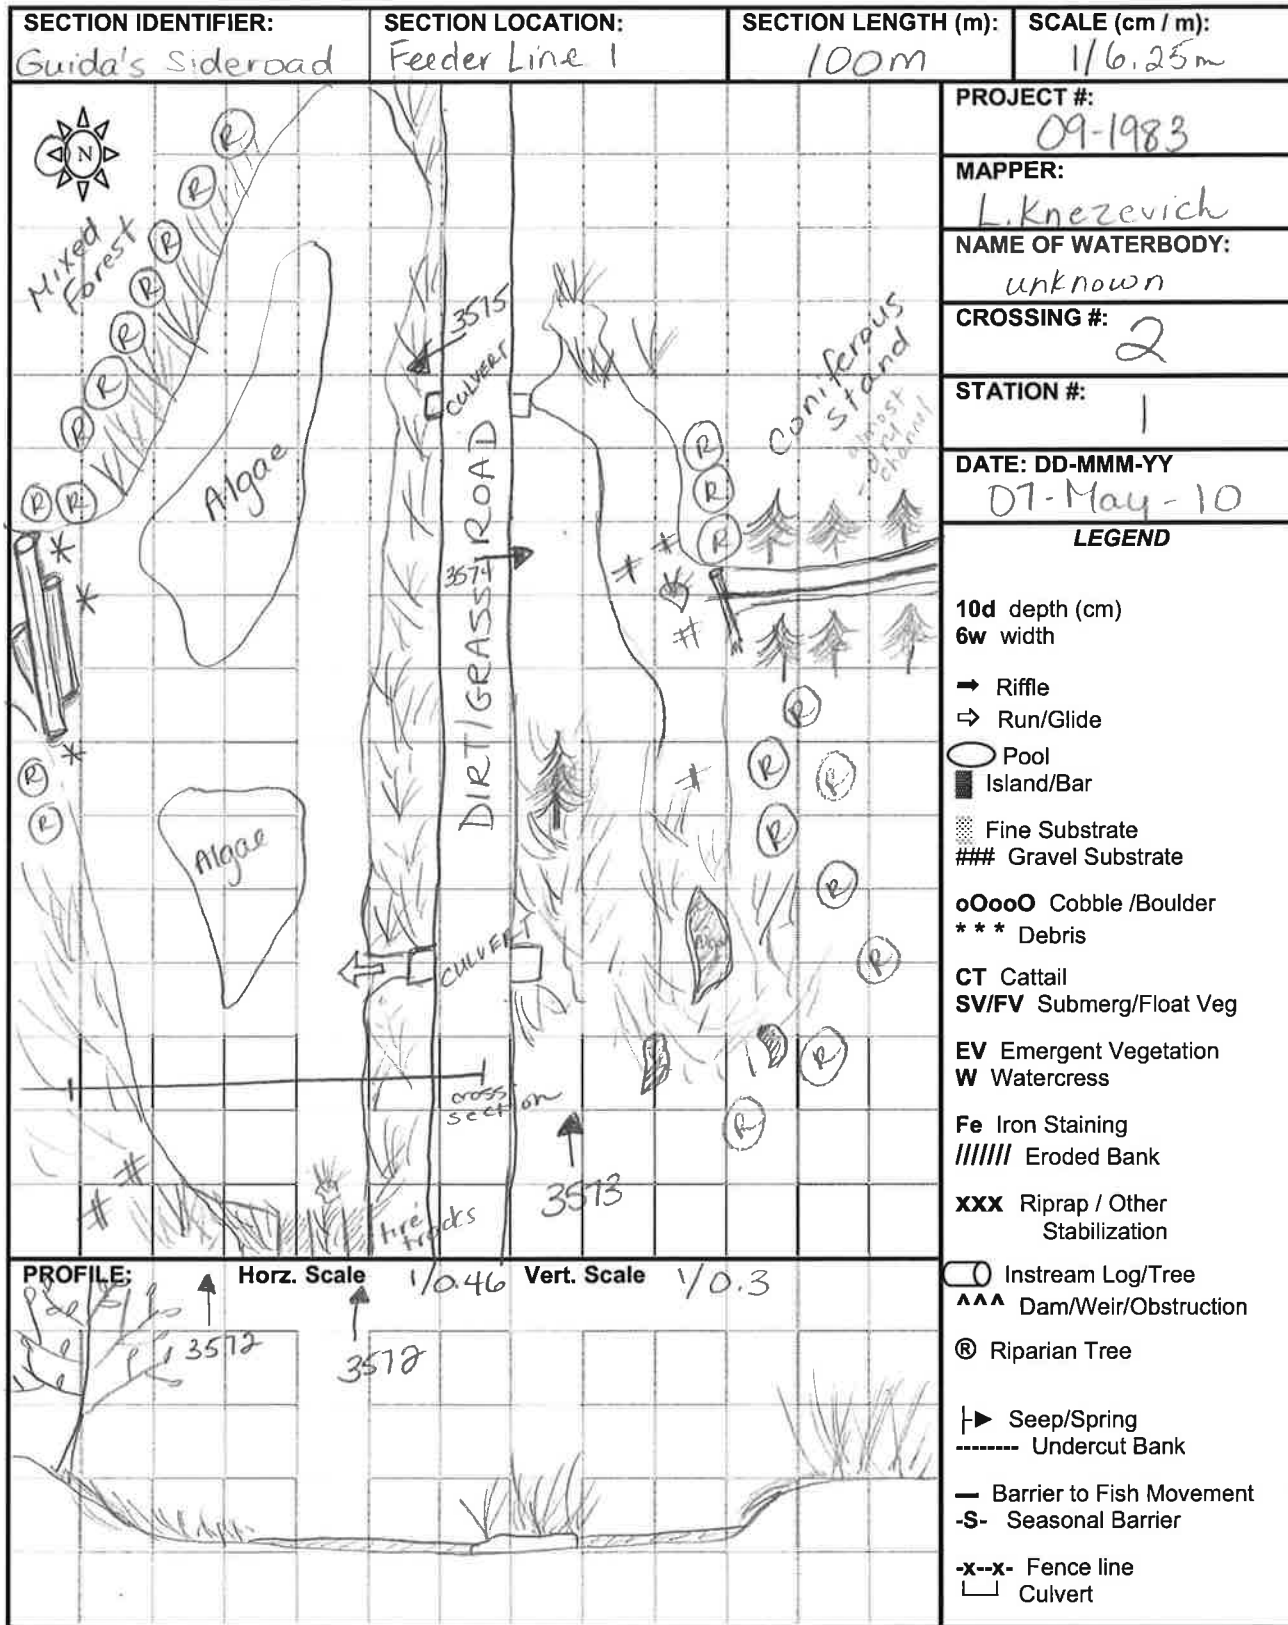 SECTION IDENTIFIER:
Guida's Sideroad
SECTION LOCATION:
Feeder Line 1
SECTION LENGTH (m):
100m
SCALE (cm / m):
1/6.25m
PROJECT #:
09-1983
MAPPER:
L. Knezevich
NAME OF WATERBODY:
unknown
CROSSING #:
2
STATION #:
1
DATE: DD-MMM-YY
07-May-10
N
R
R
R
R
R
R
R
R
R
Mixed
Forest
Algae
3575
CULVERT
coniferous
stand
almost
dry
channel
R
R
R
3574
DIRT/GRASS ROAD
R
R
R
R
R
R
R
R
R
R
Algae
Algae
CULVERT
cross
section
3573
tire
tracks
LEGEND
10d depth (cm)
6w width
Riffle
Run/Glide
Pool
Island/Bar
Fine Substrate
### Gravel Substrate
oOooO Cobble /Boulder
* * * Debris
CT Cattail
SV/FV Submerg/Float Veg
EV Emergent Vegetation
W Watercress
Fe Iron Staining
/////// Eroded Bank
XXX Riprap / Other
Stabilization
Instream Log/Tree
^^^ Dam/Weir/Obstruction
® Riparian Tree
Seep/Spring
-------- Undercut Bank
Barrier to Fish Movement
-S- Seasonal Barrier
-x--x- Fence line
Culvert
PROFILE:
Horz. Scale 1/0.46 Vert. Scale 1/0.3
3572
3572